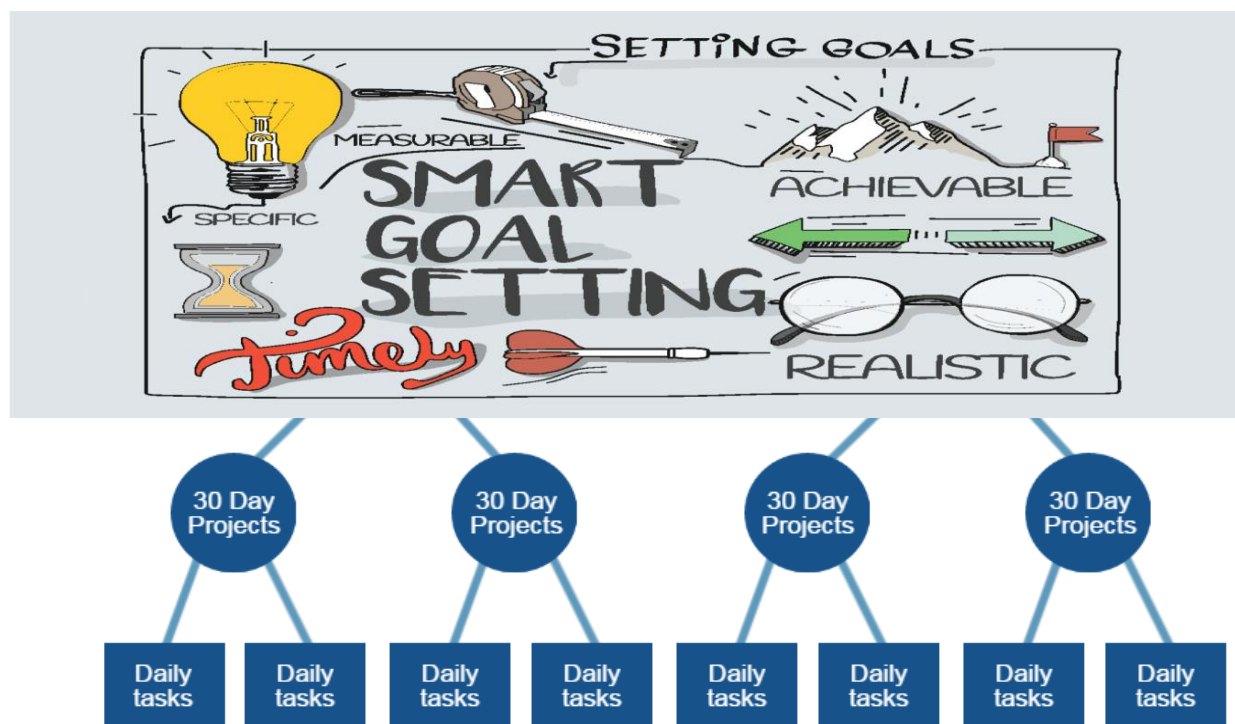 SETTING GOALS
MEASURABLE
SMART
GOAL
SETTING
ACHIEVABLE
SPECIFIC
Timely
REALISTIC
30 Day
Projects
30 Day
Projects
30 Day
Projects
30 Day
Projects
Daily
tasks
Daily
tasks
Daily
tasks
Daily
tasks
Daily
tasks
Daily
tasks
Daily
tasks
Daily
tasks